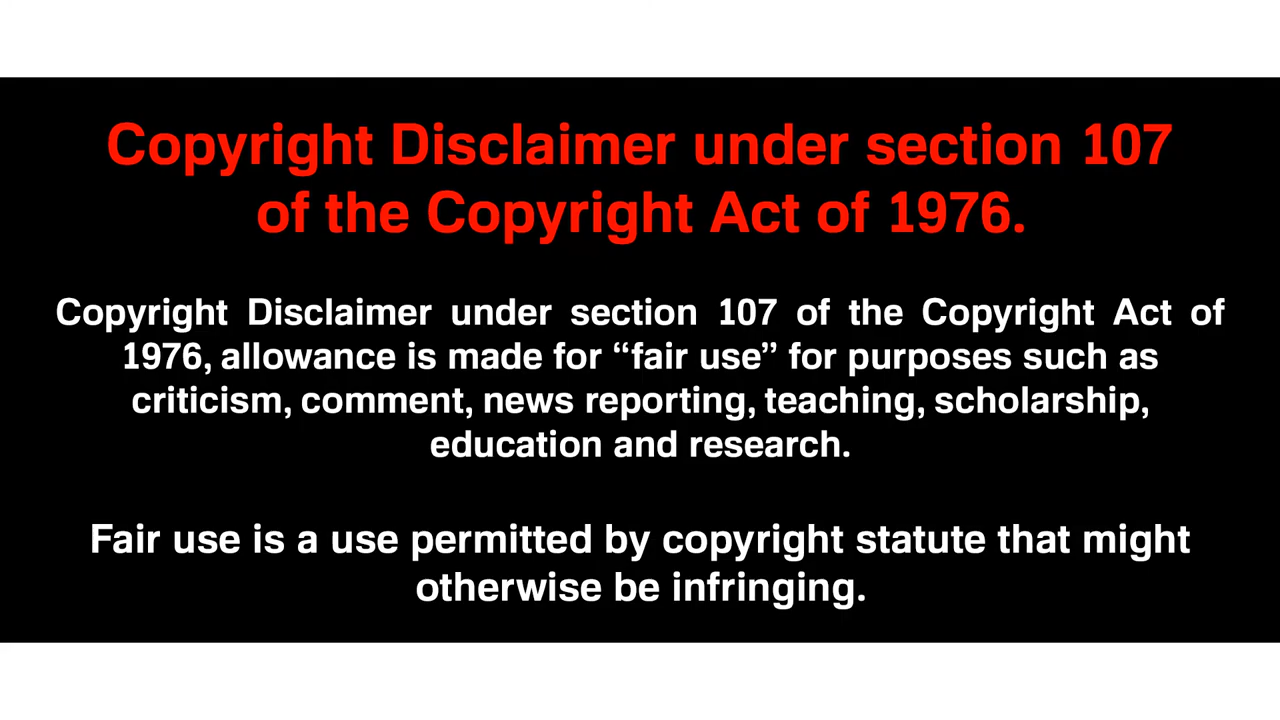 Copyright Disclaimer under section 107
of the Copyright Act of 1976.
Copyright Disclaimer under section 107 of the Copyright Act of
1976, allowance is made for “fair use” for purposes such as
criticism, comment, news reporting, teaching, scholarship,
education and research.
Fair use is a use permitted by copyright statute that might
otherwise be infringing.